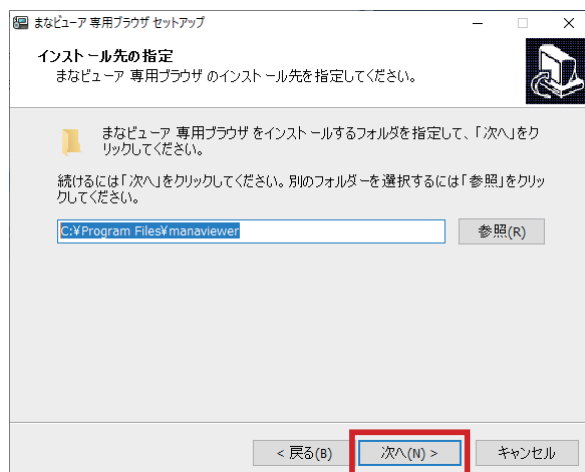 まなビューア 専用ブラウザ セットアップ
インストール先の指定
まなビューア 専用ブラウザ のインストール先を指定してください。
まなビューア 専用ブラウザ をインストールするフォルダを指定して、「次へ」をク
リックしてください。
続けるには「次へ」をクリックしてください。別のフォルダーを選択するには「参照」をクリッ
クしてください。
C:¥Program Files¥manaviewer
参照(R)
< 戻る(B)
次へ(N) >
キャンセル